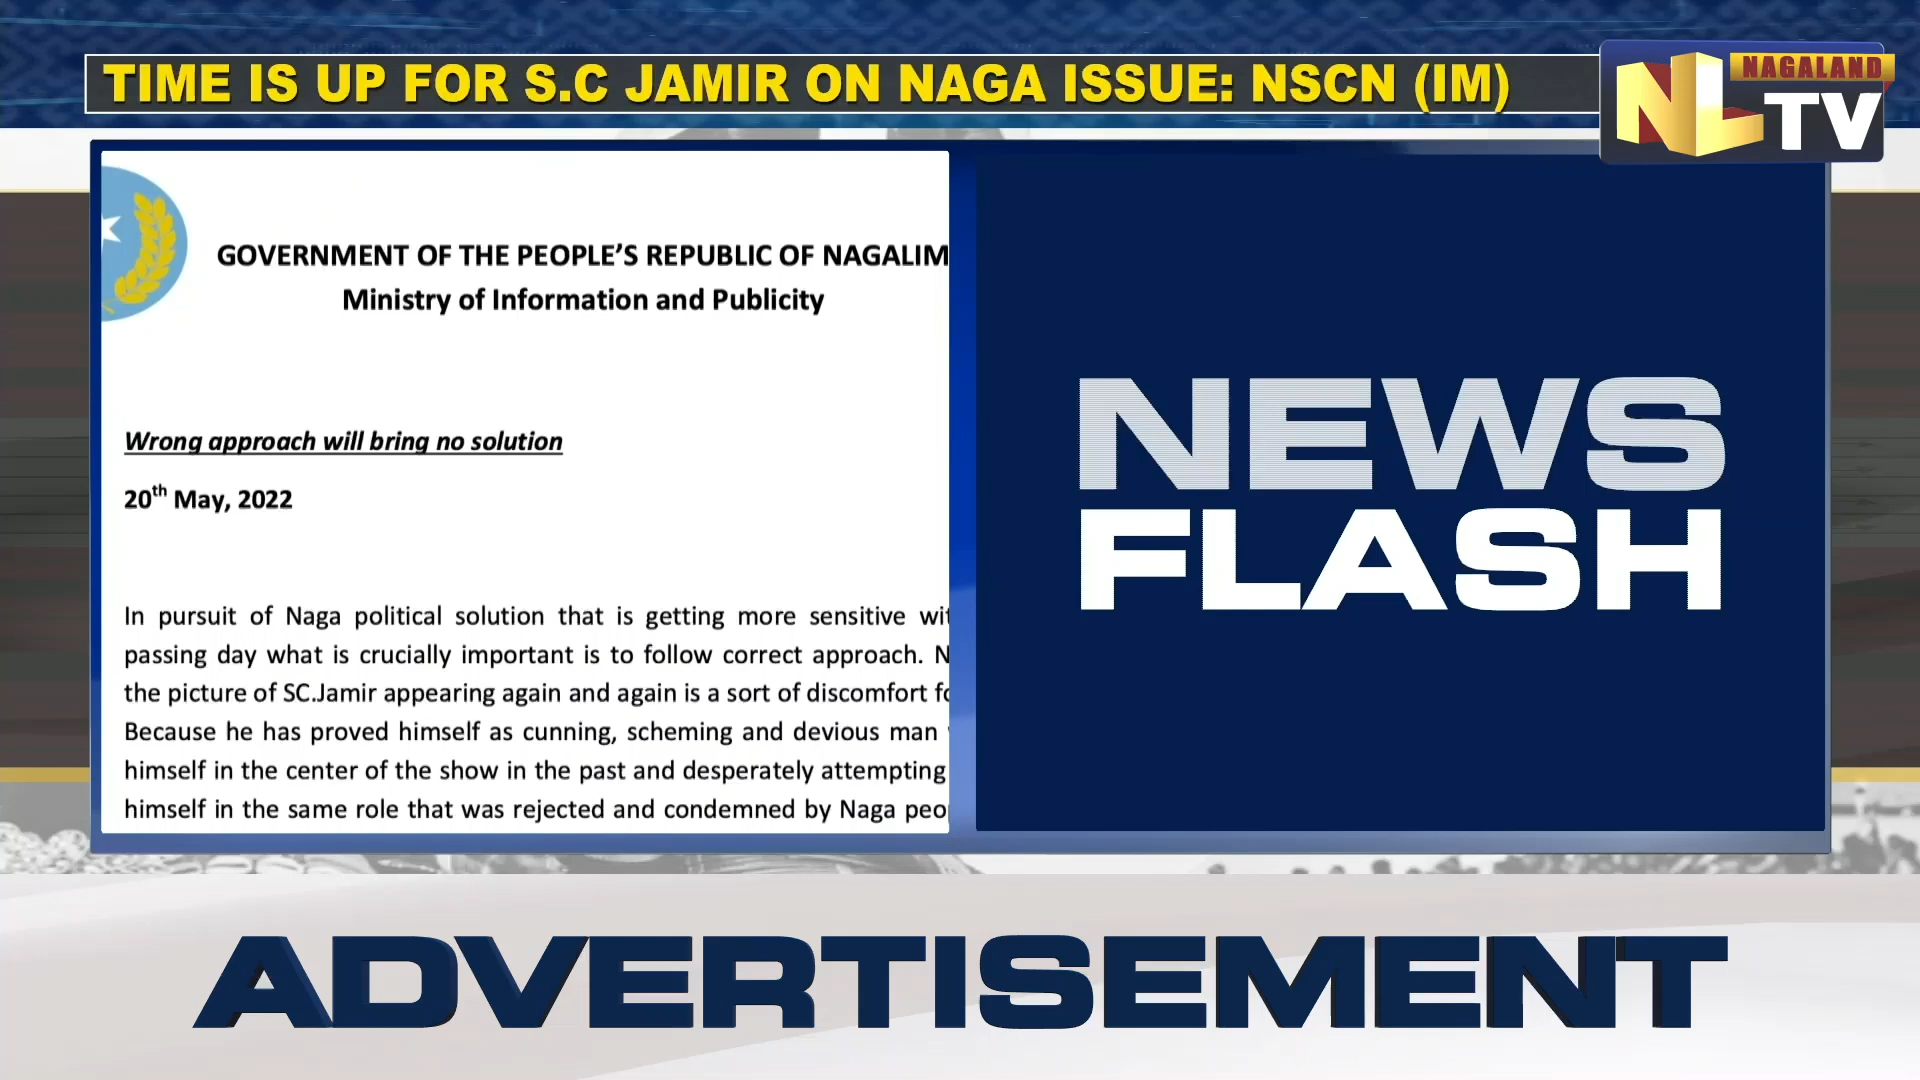 TIME IS UP FOR S.C JAMIR ON NAGA ISSUE: NSCN (IM)
NAGALAND
NL TV
GOVERNMENT OF THE PEOPLE'S REPUBLIC OF NAGALIM
Ministry of Information and Publicity
Wrong approach will bring no solution
20th May, 2022
In pursuit of Naga political solution that is getting more sensitive
passing day what is crucially important is to follow correct approach.
the picture of SC.Jamir appearing again and again is a sort of discomfort
Because he has proved himself as cunning, scheming and devious man
himself in the center of the show in the past and desperately attempting
himself in the same role that was rejected and condemned by Naga
NEWS
FLASH
ADVERTISEMENT